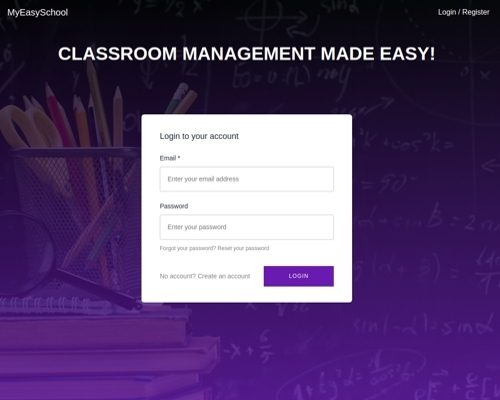 MyEasySchool
Login / Register
CLASSROOM MANAGEMENT MADE EASY!
Login to your account
Email *
Enter your email address
Password
Enter your password
Forgot your password? Reset your password.
No account? Create an account
LOGIN